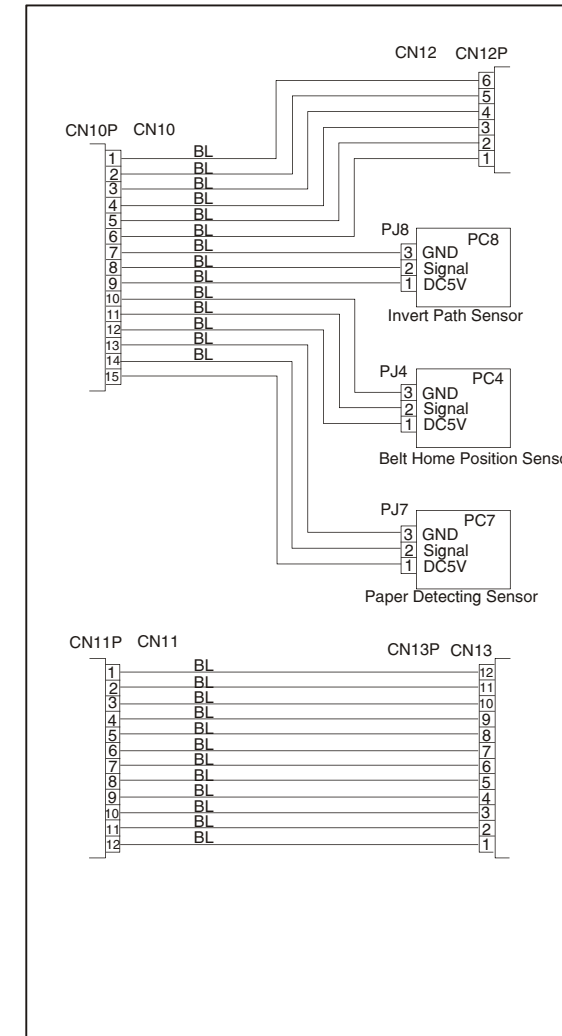 CN12 CN12P
6
5
4
3
2
1
CN10P CN10
1 BL
2 BL
3 BL
4 BL
5 BL
6 BL
7 BL
8 BL
9 BL
10 BL
11 BL
12 BL
13 BL
14 BL
15
PJ8 PC8
3 GND
2 Signal
1 DC5V
Invert Path Sensor
PJ4 PC4
3 GND
2 Signal
1 DC5V
Belt Home Position Senso
PJ7 PC7
3 GND
2 Signal
1 DC5V
Paper Detecting Sensor
CN11P CN11 CN13P CN13
1 BL 12
2 BL 11
3 BL 10
4 BL 9
5 BL 8
6 BL 7
7 BL 6
8 BL 5
9 BL 4
10 BL 3
11 BL 2
12 BL 1